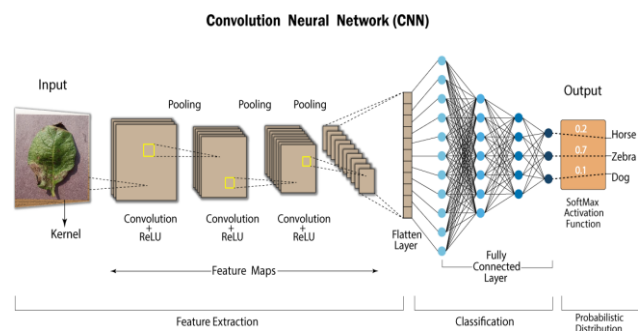 Convolution Neural Network (CNN)
Input
Output
Pooling
Pooling
Pooling
0.2
Horse
0.7
Zebra
0.1
Dog
Kernel
Convolution
+
ReLU
Convolution
+
ReLU
Convolution
+
ReLU
Flatten
Layer
SoftMax
Activation
Function
Feature Maps
Fully
Connected
Layer
Feature Extraction
Classification
Probabilistic
Distribution